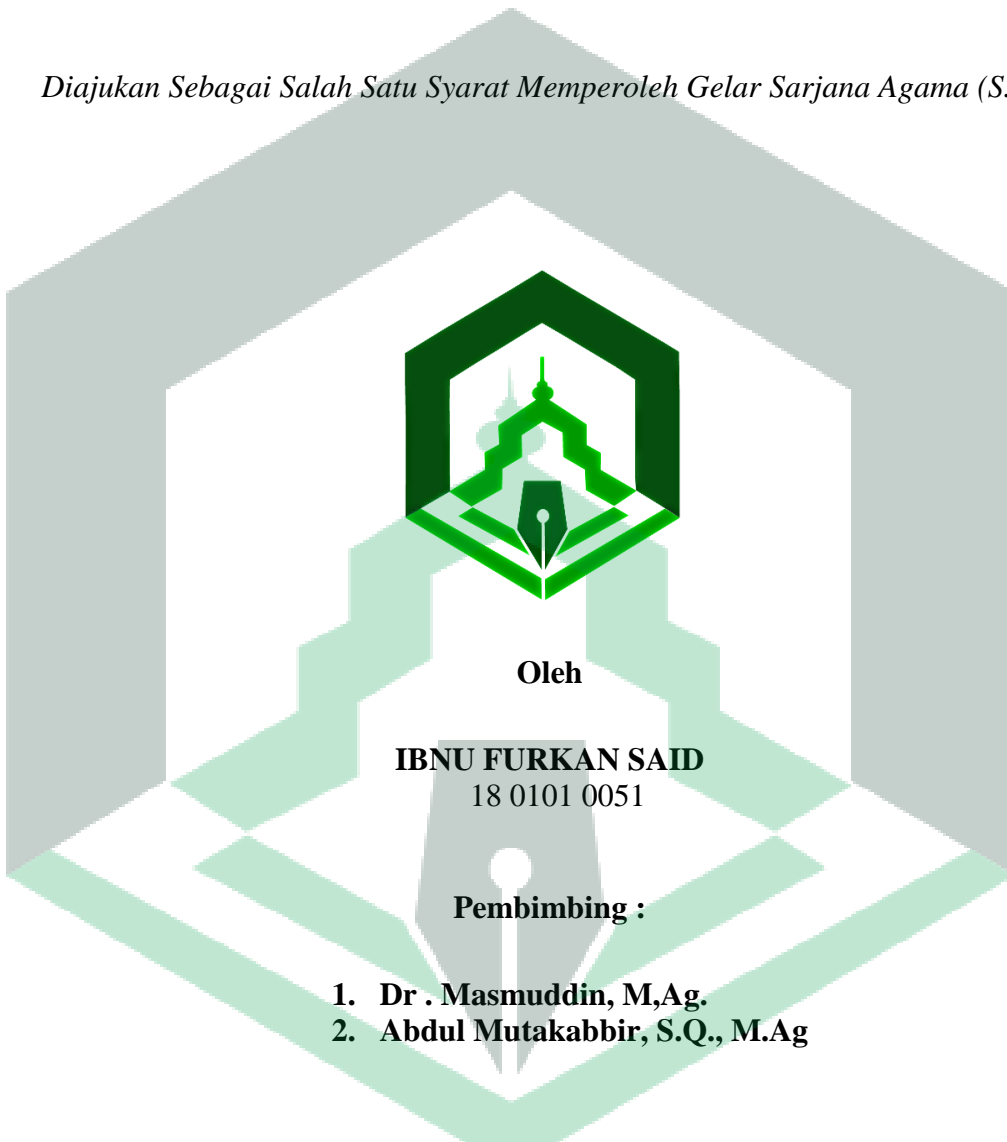 Diajukan Sebagai Salah Satu Syarat Memperoleh Gelar Sarjana Agama (S.
Oleh
IBNU FURKAN SAID
18 0101 0051
Pembimbing :
1. Dr . Masmuddin, M,Ag.
2. Abdul Mutakabbir, S.Q., M.Ag